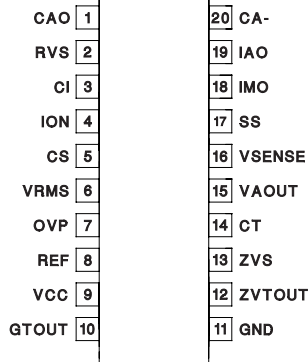 CAO 1 20 CA-
RVS 2 19 IAO
CI 3 18 IMO
ION 4 17 SS
CS 5 16 VSENSE
VRMS 6 15 VAOUT
OVP 7 14 CT
REF 8 13 ZVS
VCC 9 12 ZVTOUT
GTOUT 10 11 GND